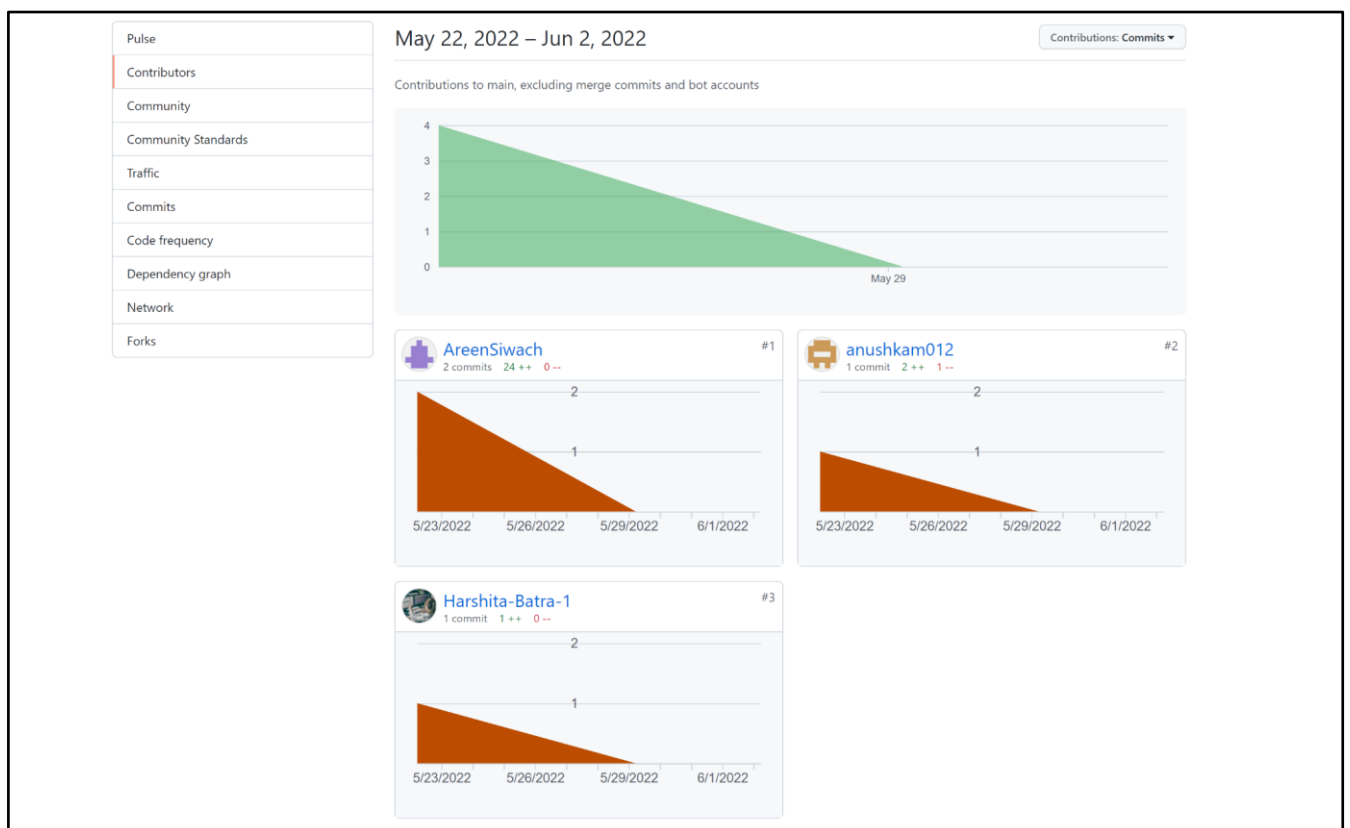 Pulse
Contributors
Community
Community Standards
Traffic
Commits
Code frequency
Dependency graph
Network
Forks
May 22, 2022 – Jun 2, 2022
Contributions: Commits
Contributions to main, excluding merge commits and bot accounts
4
3
2
1
0
May 29
AreenSiwach #1
2 commits 24 ++ 0 --
2
1
5/23/2022 5/26/2022 5/29/2022 6/1/2022
anushkam012 #2
1 commit 2 ++ 1 --
2
1
5/23/2022 5/26/2022 5/29/2022 6/1/2022
Harshita-Batra-1 #3
1 commit 1 ++ 0 --
2
1
5/23/2022 5/26/2022 5/29/2022 6/1/2022